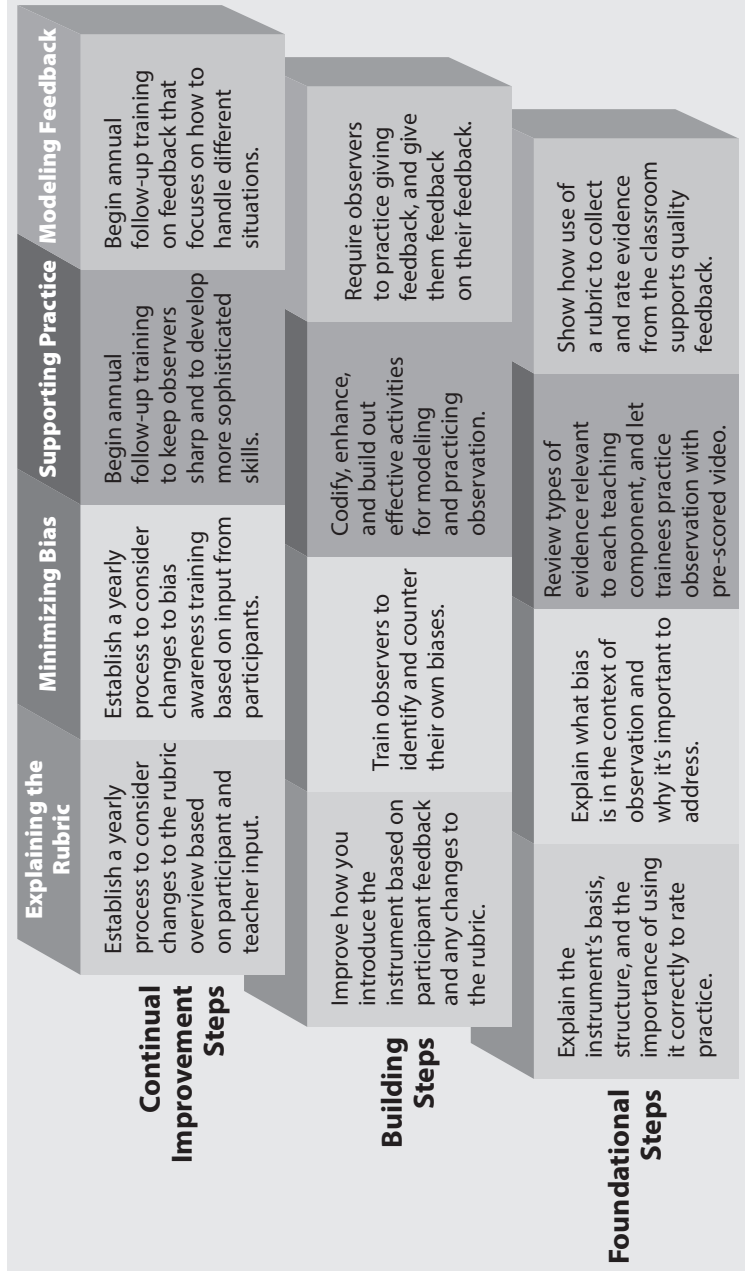 Explaining the
Rubric
Minimizing Bias
Supporting Practice
Modeling Feedback
Continual
Improvement
Steps
Establish a yearly
process to consider
changes to the rubric
overview based
on participant and
teacher input.
Establish a yearly
process to consider
changes to bias
awareness training
based on input from
participants.
Begin annual
follow-up training
to keep observers
sharp and to develop
more sophisticated
skills.
Begin annual
follow-up training
on feedback that
focuses on how to
handle different
situations.
Building
Steps
Improve how you
introduce the
instrument based on
participant feedback
and any changes to
the rubric.
Train observers to
identify and counter
their own biases.
Codify, enhance,
and build out
effective activities
for modeling
and practicing
observation.
Require observers
to practice giving
feedback, and give
them feedback
on their feedback.
Foundational
Steps
Explain the
instrument's basis,
structure, and the
importance of using
it correctly to rate
practice.
Explain what bias
is in the context of
observation and
why it's important to
address.
Review types of
evidence relevant
to each teaching
component, and let
trainees practice
observation with
pre-scored video.
Show how use of
a rubric to collect
and rate evidence
from the classroom
supports quality
feedback.